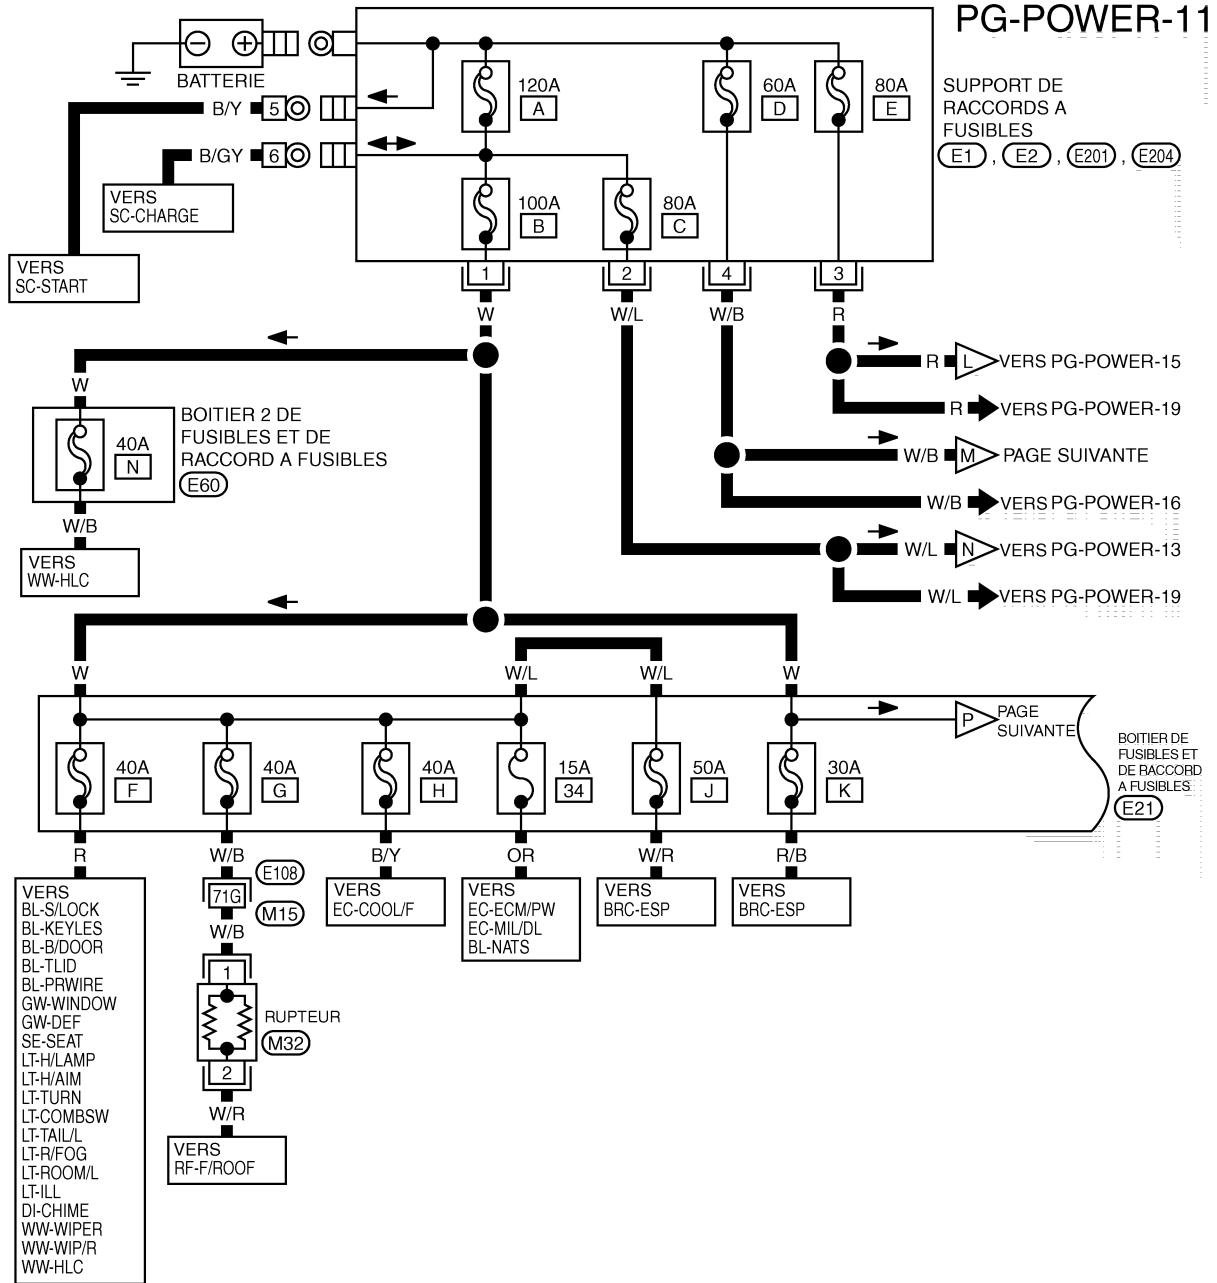 PG-POWER-11
BATTERIE
SUPPORT DE
RACCORDS A
FUSIBLES
E1 , E2 , E201 , E204
120A
A
60A
D
80A
E
B/Y 5
B/GY 6
VERS
SC-CHARGE
100A
B
80A
C
VERS
SC-START
1
2
4
3
W
W/L
W/B
R
R L VERS PG-POWER-15
R VERS PG-POWER-19
W/B M PAGE SUIVANTE
W/B VERS PG-POWER-16
W/L N VERS PG-POWER-13
W/L VERS PG-POWER-19
W
BOITIER 2 DE
FUSIBLES ET DE
RACCORD A FUSIBLES
E60
40A
N
W/B
VERS
WW-HLC
W
W/L
W/L
W
P PAGE
SUIVANTE
BOITIER DE
FUSIBLES ET
DE RACCORD
A FUSIBLES
E21
40A
F
40A
G
40A
H
15A
34
50A
J
30A
K
R
W/B
B/Y
OR
W/R
R/B
VERS
BL-S/LOCK
BL-KEYLES
BL-B/DOOR
BL-TLID
BL-PRWIRE
GW-WINDOW
GW-DEF
SE-SEAT
LT-H/LAMP
LT-H/AIM
LT-TURN
LT-COMBSW
LT-TAIL/L
LT-R/FOG
LT-ROOM/L
LT-ILL
DI-CHIME
WW-WIPER
WW-WIP/R
WW-HLC
E108
71G
M15
W/B
1
RUPTEUR
M32
2
W/R
VERS
RF-F/ROOF
VERS
EC-COOL/F
VERS
EC-ECM/PW
EC-MIL/DL
BL-NATS
VERS
BRC-ESP
VERS
BRC-ESP